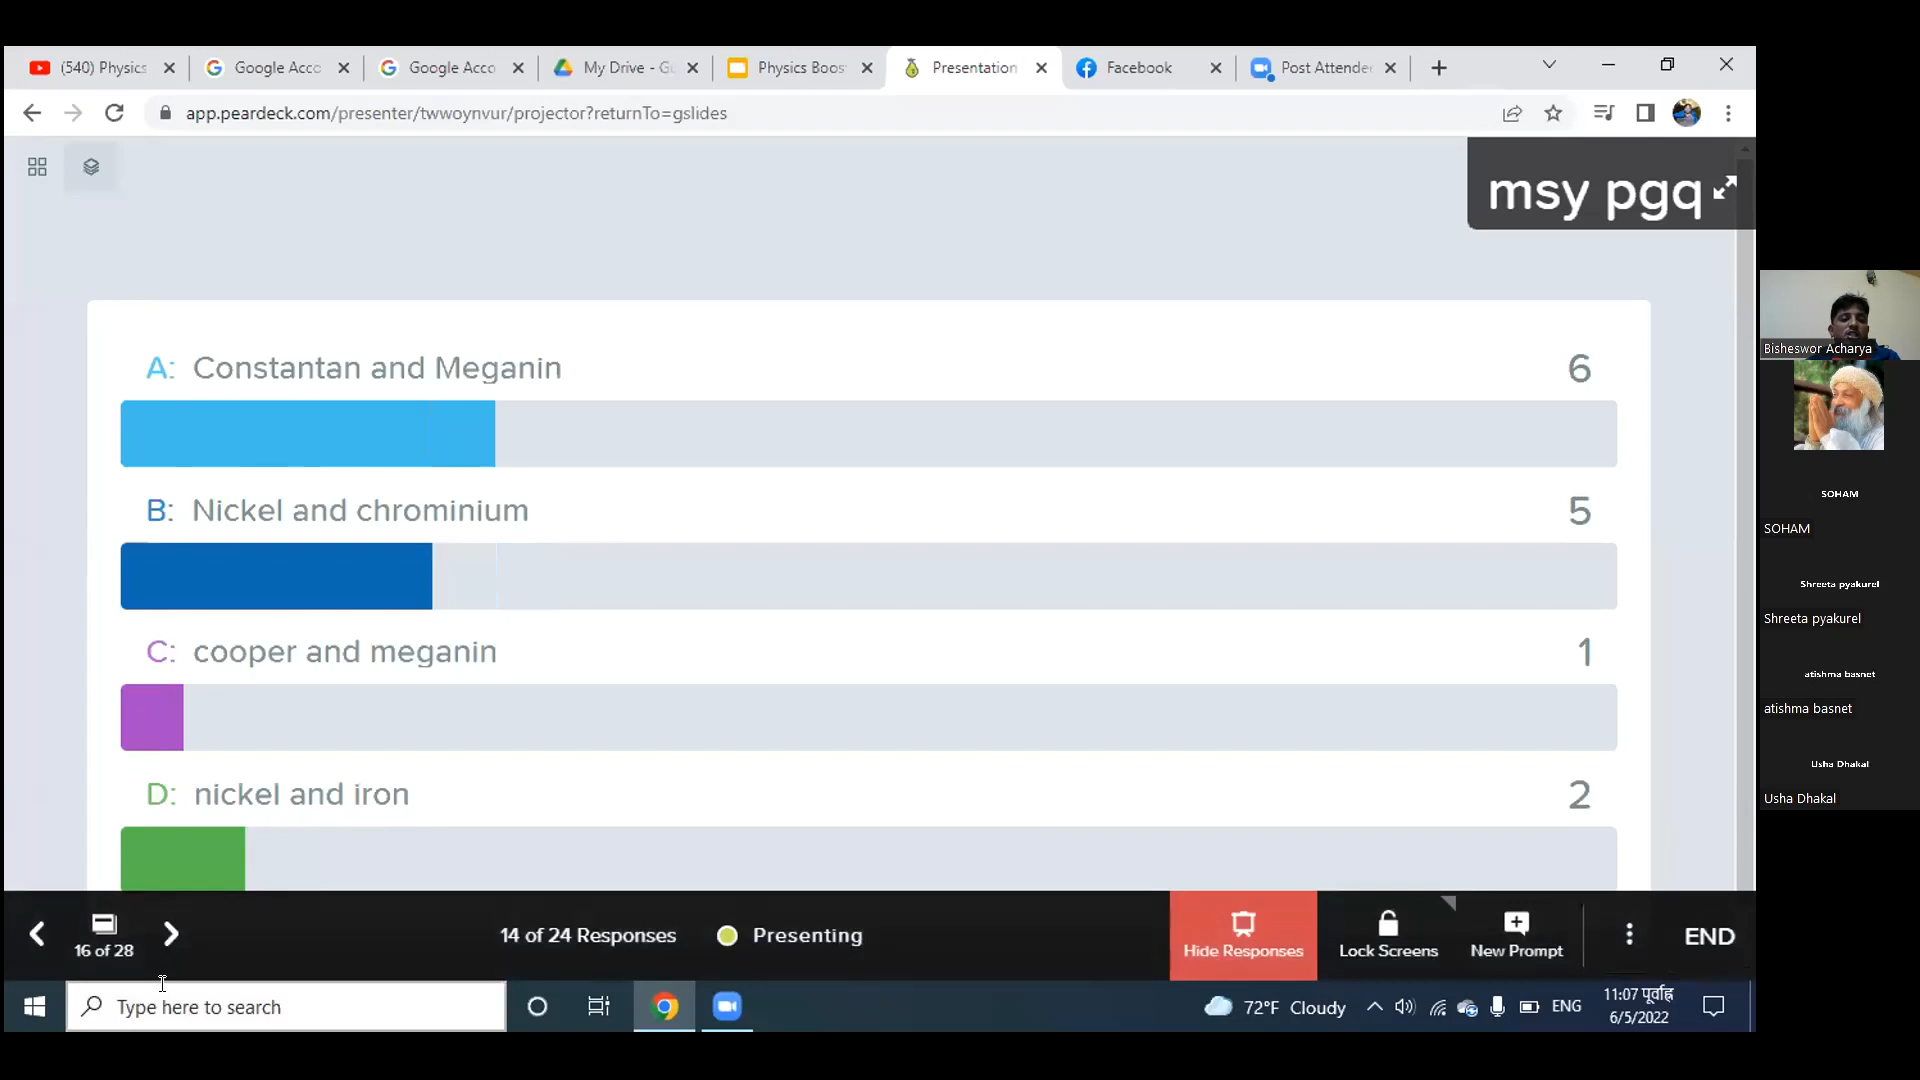 (540) Physics
Google Acco
Google Acco
My Drive - G
Physics Boos
Presentation
Facebook
Post Attende
app.peardeck.com/presenter/twwoynvur/projector?returnTo=gslides
msy pgq
A: Constantan and Meganin 6
B: Nickel and chrominium 5
C: cooper and meganin 1
D: nickel and iron 2
16 of 28
14 of 24 Responses
Presenting
Hide Responses
Lock Screens
New Prompt
END
Type here to search
72°F Cloudy
ENG
11:07 पूर्वाह्न
6/5/2022
Bisheswor Acharya
SOHAM
SOHAM
Shreeta pyakurel
Shreeta pyakurel
atishma basnet
atishma basnet
Usha Dhakal
Usha Dhakal